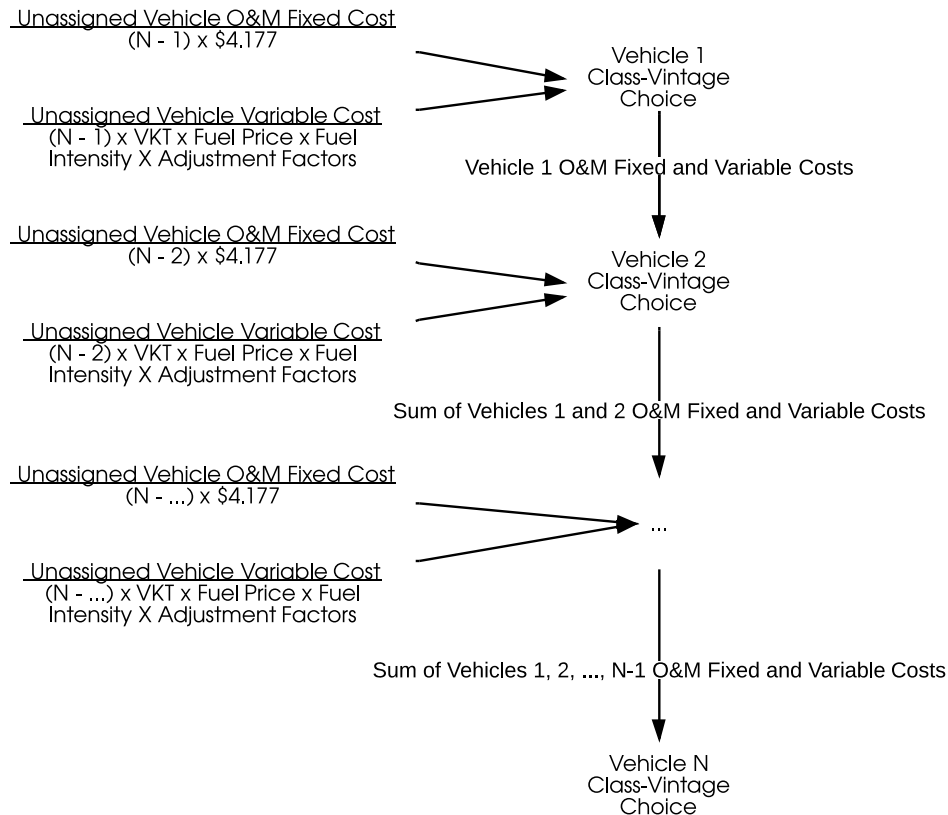 Unassigned Vehicle O&M Fixed Cost
(N - 1) x $4.177
Vehicle 1
Class-Vintage
Choice
Unassigned Vehicle Variable Cost
(N - 1) x VKT x Fuel Price x Fuel
Intensity X Adjustment Factors
Vehicle 1 O&M Fixed and Variable Costs
Unassigned Vehicle O&M Fixed Cost
(N - 2) x $4.177
Vehicle 2
Class-Vintage
Choice
Unassigned Vehicle Variable Cost
(N - 2) x VKT x Fuel Price x Fuel
Intensity X Adjustment Factors
Sum of Vehicles 1 and 2 O&M Fixed and Variable Costs
Unassigned Vehicle O&M Fixed Cost
(N - ...) x $4.177
...
Unassigned Vehicle Variable Cost
(N - ...) x VKT x Fuel Price x Fuel
Intensity X Adjustment Factors
Sum of Vehicles 1, 2, ..., N-1 O&M Fixed and Variable Costs
Vehicle N
Class-Vintage
Choice